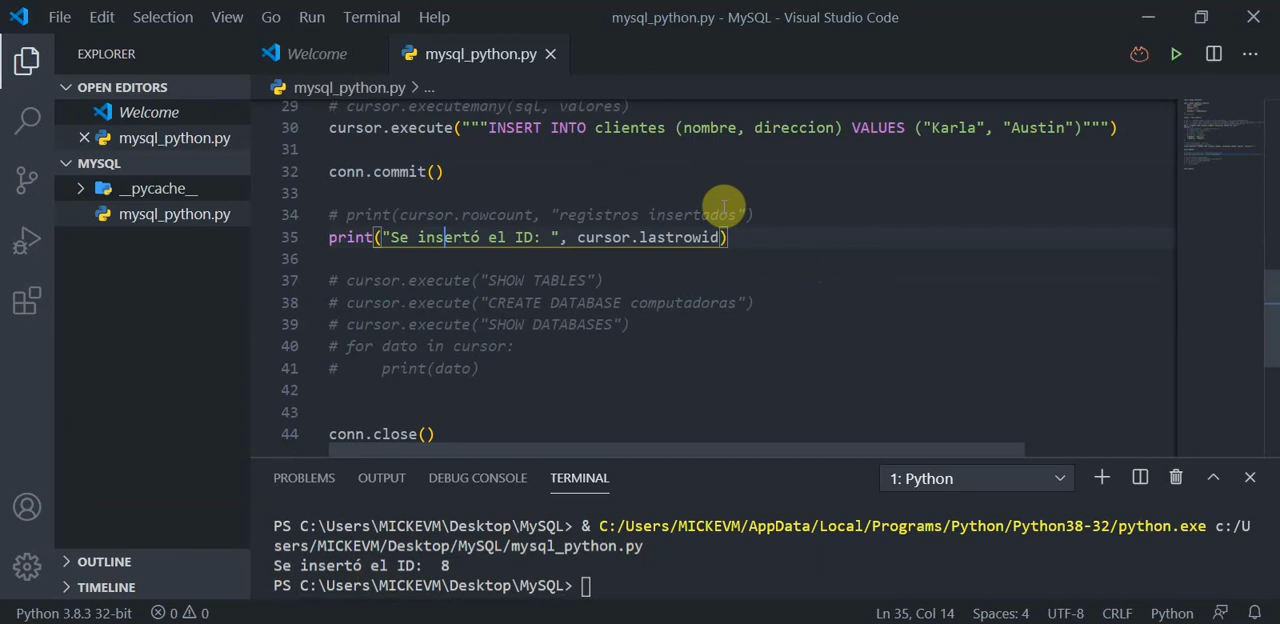 File Edit Selection View Go Run Terminal Help mysql_python.py - MySQL - Visual Studio Code
EXPLORER
Welcome mysql_python.py
OPEN EDITORS
Welcome
mysql_python.py
MYSQL
__pycache__
mysql_python.py
OUTLINE
TIMELINE
mysql_python.py > ...
29 # cursor.executemany(sql, valores)
30 cursor.execute("""INSERT INTO clientes (nombre, direccion) VALUES ("Karla", "Austin")""")
31
32 conn.commit()
33
34 # print(cursor.rowcount, "registros insertados")
35 print("Se insertó el ID: ", cursor.lastrowid)
36
37 # cursor.execute("SHOW TABLES")
38 # cursor.execute("CREATE DATABASE computadoras")
39 # cursor.execute("SHOW DATABASES")
40 # for dato in cursor:
41 #     print(dato)
42
43
44 conn.close()
PROBLEMS OUTPUT DEBUG CONSOLE TERMINAL 1: Python
PS C:\Users\MICKEVM\Desktop\MySQL> & C:/Users/MICKEVM/AppData/Local/Programs/Python/Python38-32/python.exe c:/U
sers/MICKEVM/Desktop/MySQL/mysql_python.py
Se insertó el ID:  8
PS C:\Users\MICKEVM\Desktop\MySQL>
Python 3.8.3 32-bit 0 0 Ln 35, Col 14 Spaces: 4 UTF-8 CRLF Python